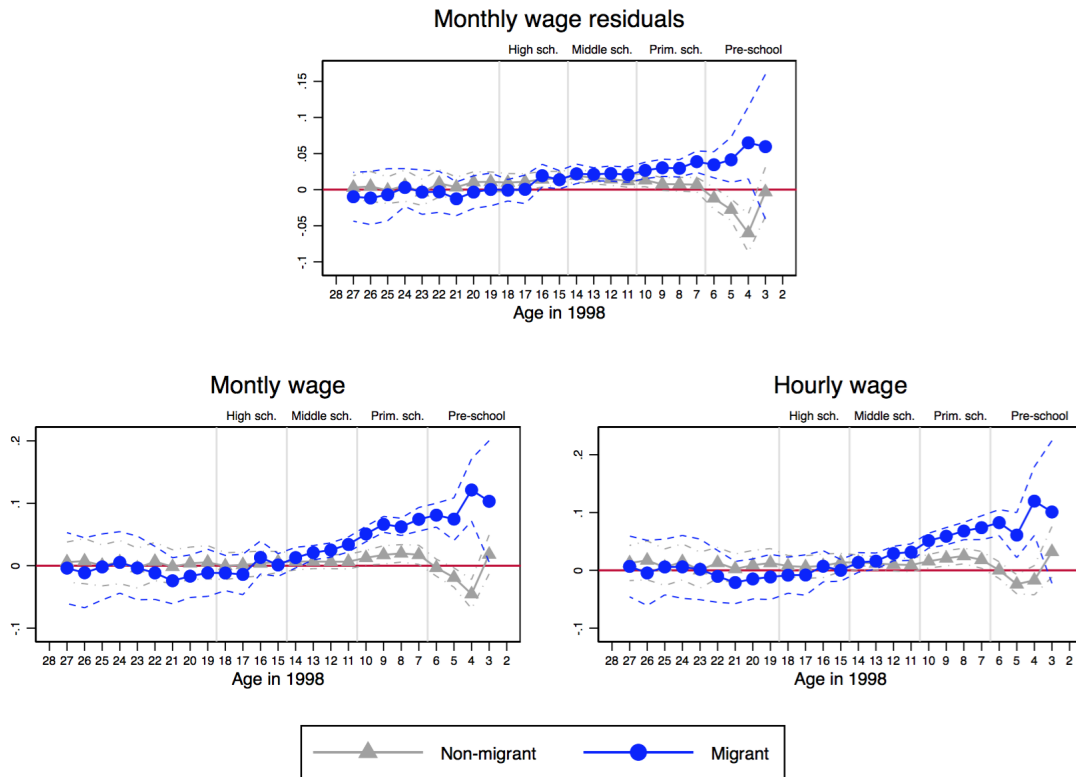 Monthly wage residuals
High sch. Middle sch. Prim. sch. Pre-school
.15
.1
.05
0
-.05
-.1
28 27 26 25 24 23 22 21 20 19 18 17 16 15 14 13 12 11 10 9 8 7 6 5 4 3 2
Age in 1998
Montly wage
High sch. Middle sch. Prim. sch. Pre-school
.2
.1
0
-.1
28 27 26 25 24 23 22 21 20 19 18 17 16 15 14 13 12 11 10 9 8 7 6 5 4 3 2
Age in 1998
Hourly wage
High sch. Middle sch. Prim. sch. Pre-school
.2
.1
0
-.1
28 27 26 25 24 23 22 21 20 19 18 17 16 15 14 13 12 11 10 9 8 7 6 5 4 3 2
Age in 1998
Non-migrant Migrant